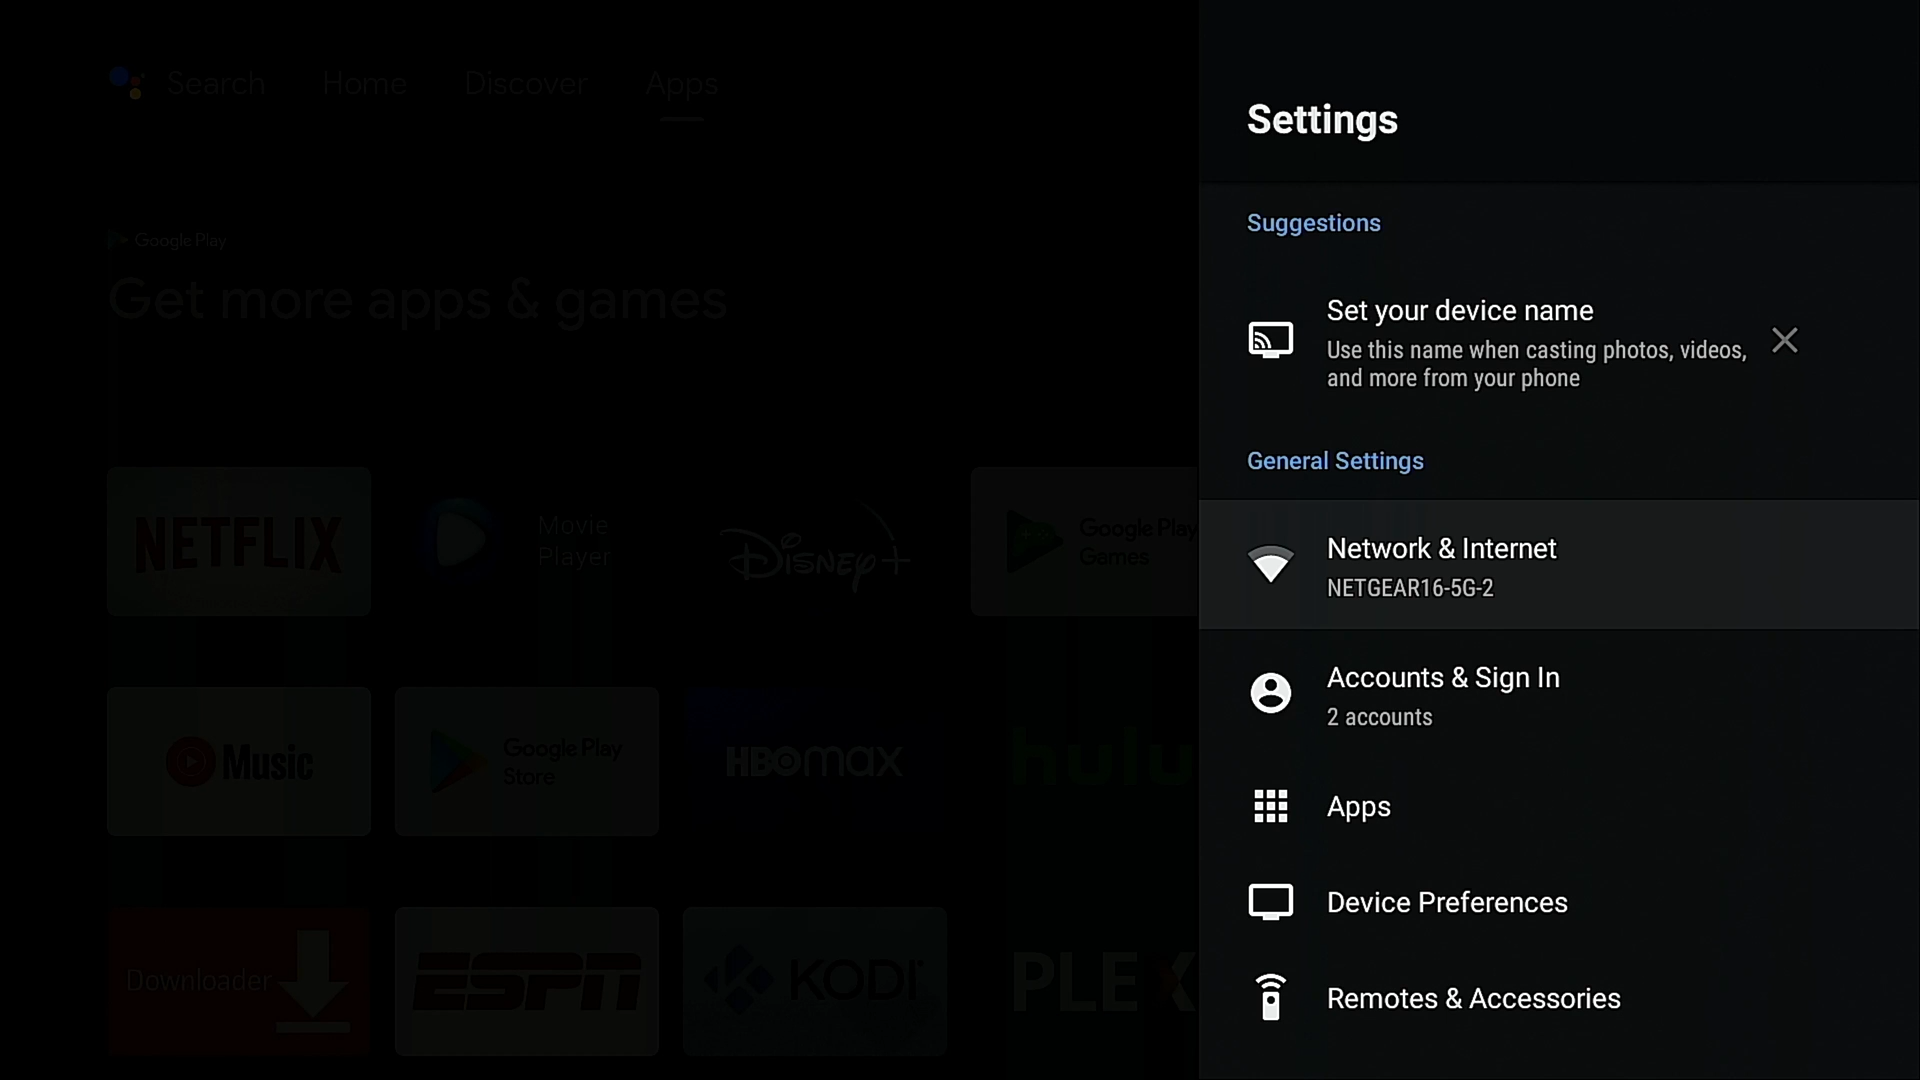 Search Home Discover Apps
Google Play
Get more apps & games
NETFLIX
Movie
Player
Disney+
Google Play
Games
Music
Google Play
Store
HBOmax
hulu
Downloader
ESPN
KODI
PLEX
Settings
Suggestions
Set your device name
Use this name when casting photos, videos,
and more from your phone
General Settings
Network & Internet
NETGEAR16-5G-2
Accounts & Sign In
2 accounts
Apps
Device Preferences
Remotes & Accessories